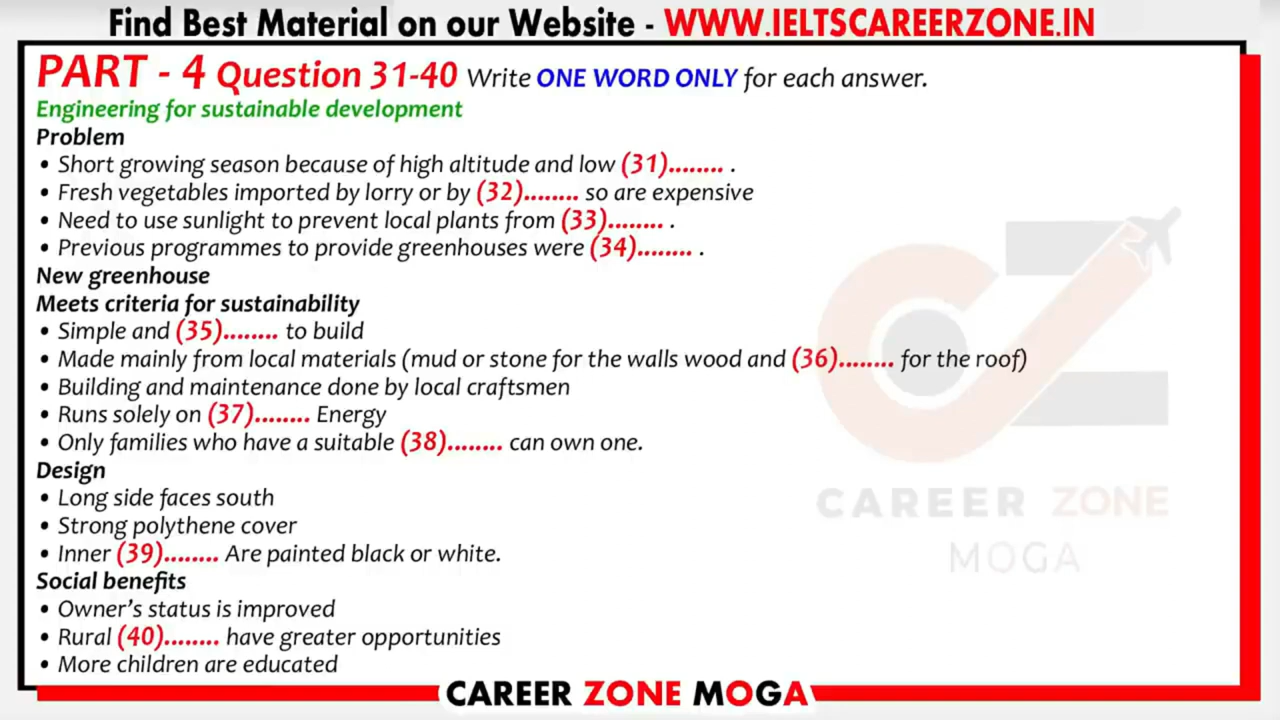 Find Best Material on our Website - WWW.IELTSCAREERZONE.IN
PART - 4 Question 31-40 Write ONE WORD ONLY for each answer.
Engineering for sustainable development
Problem
• Short growing season because of high altitude and low (31)........ .
• Fresh vegetables imported by lorry or by (32)........ so are expensive
• Need to use sunlight to prevent local plants from (33)........ .
• Previous programmes to provide greenhouses were (34)........ .
New greenhouse
Meets criteria for sustainability
• Simple and (35)........ to build
• Made mainly from local materials (mud or stone for the walls wood and (36)........ for the roof)
• Building and maintenance done by local craftsmen
• Runs solely on (37)........ Energy
• Only families who have a suitable (38)........ can own one.
Design
• Long side faces south
• Strong polythene cover
• Inner (39)........ Are painted black or white.
Social benefits
• Owner's status is improved
• Rural (40)........ have greater opportunities
• More children are educated
CAREER ZONE
MOGA
CAREER ZONE MOGA